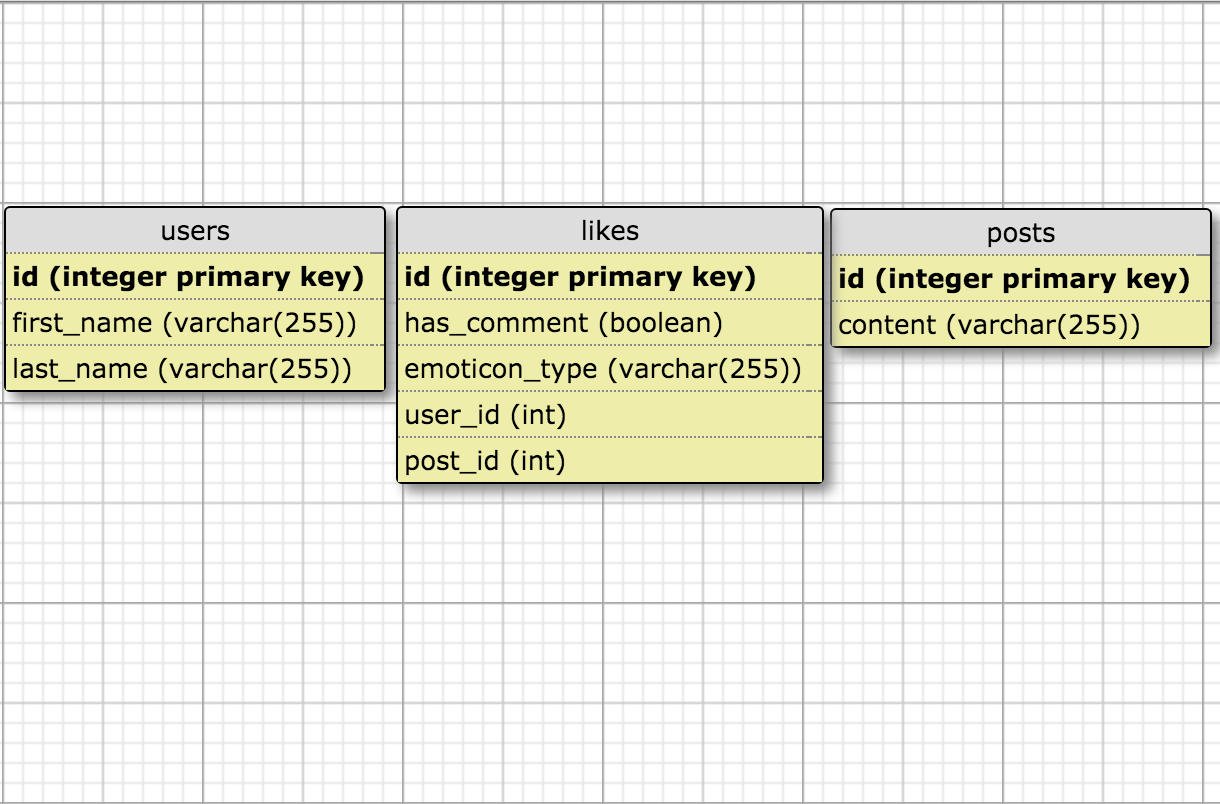 users
id (integer primary key)
first_name (varchar(255))
last_name (varchar(255))
likes
id (integer primary key)
has_comment (boolean)
emoticon_type (varchar(255))
user_id (int)
post_id (int)
posts
id (integer primary key)
content (varchar(255))